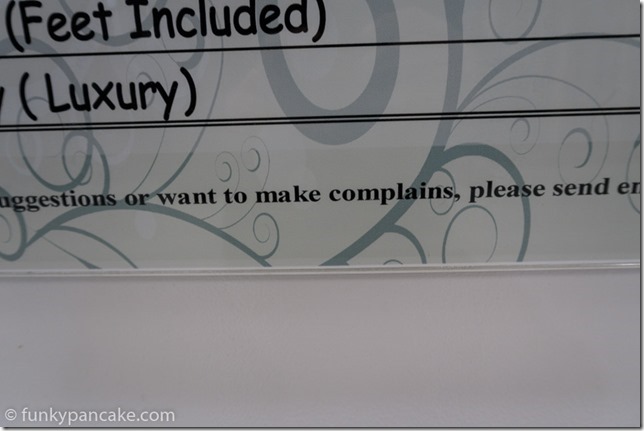 (Feet Included)
(Luxury)
uggestions or want to make complains, please send
© funkypancake.com